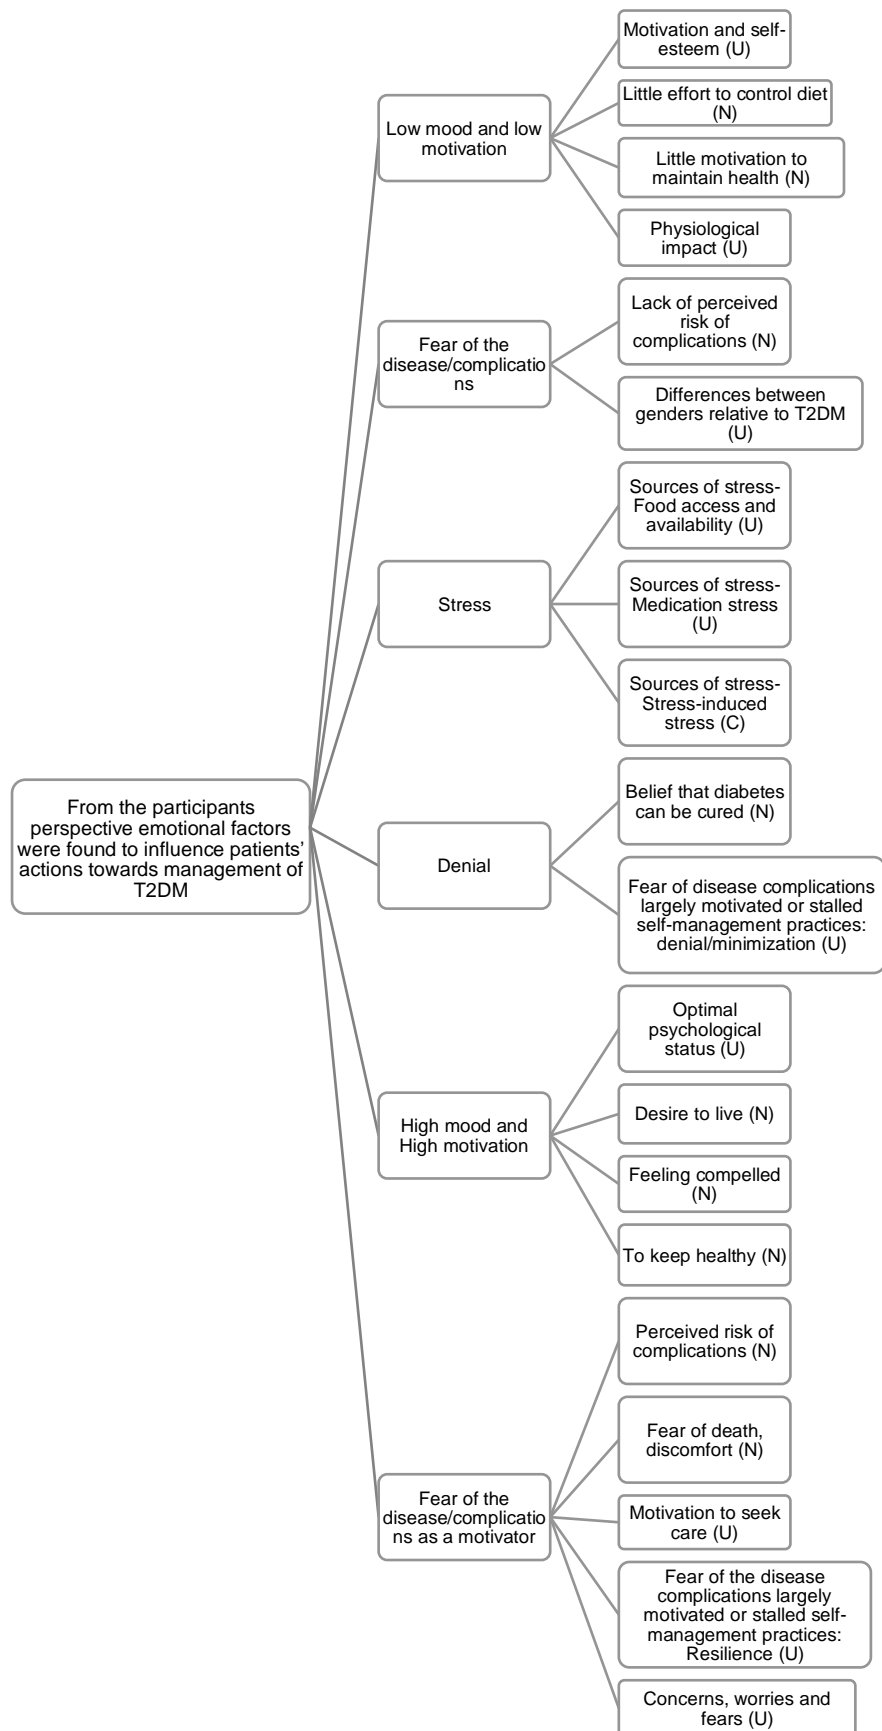 Motivation and self-
esteem (U)
Little effort to control diet
(N)
Low mood and low
motivation
Little motivation to
maintain health (N)
Physiological
impact (U)
Lack of perceived
risk of
complications (N)
Fear of the
disease/complicatio
ns
Differences between
genders relative to T2DM
(U)
Sources of stress-
Food access and
availability (U)
Stress
Sources of stress-
Medication stress
(U)
Sources of stress-
Stress-induced
stress (C)
From the participants
perspective emotional factors
were found to influence patients’
actions towards management of
T2DM
Belief that diabetes
can be cured (N)
Denial
Fear of disease complications
largely motivated or stalled
self-management practices:
denial/minimization (U)
Optimal
psychological
status (U)
High mood and
High motivation
Desire to live (N)
Feeling compelled
(N)
To keep healthy (N)
Perceived risk of
complications (N)
Fear of death,
discomfort (N)
Fear of the
disease/complicatio
ns as a motivator
Motivation to seek
care (U)
Fear of the disease
complications largely
motivated or stalled self-
management practices:
Resilience (U)
Concerns, worries and
fears (U)